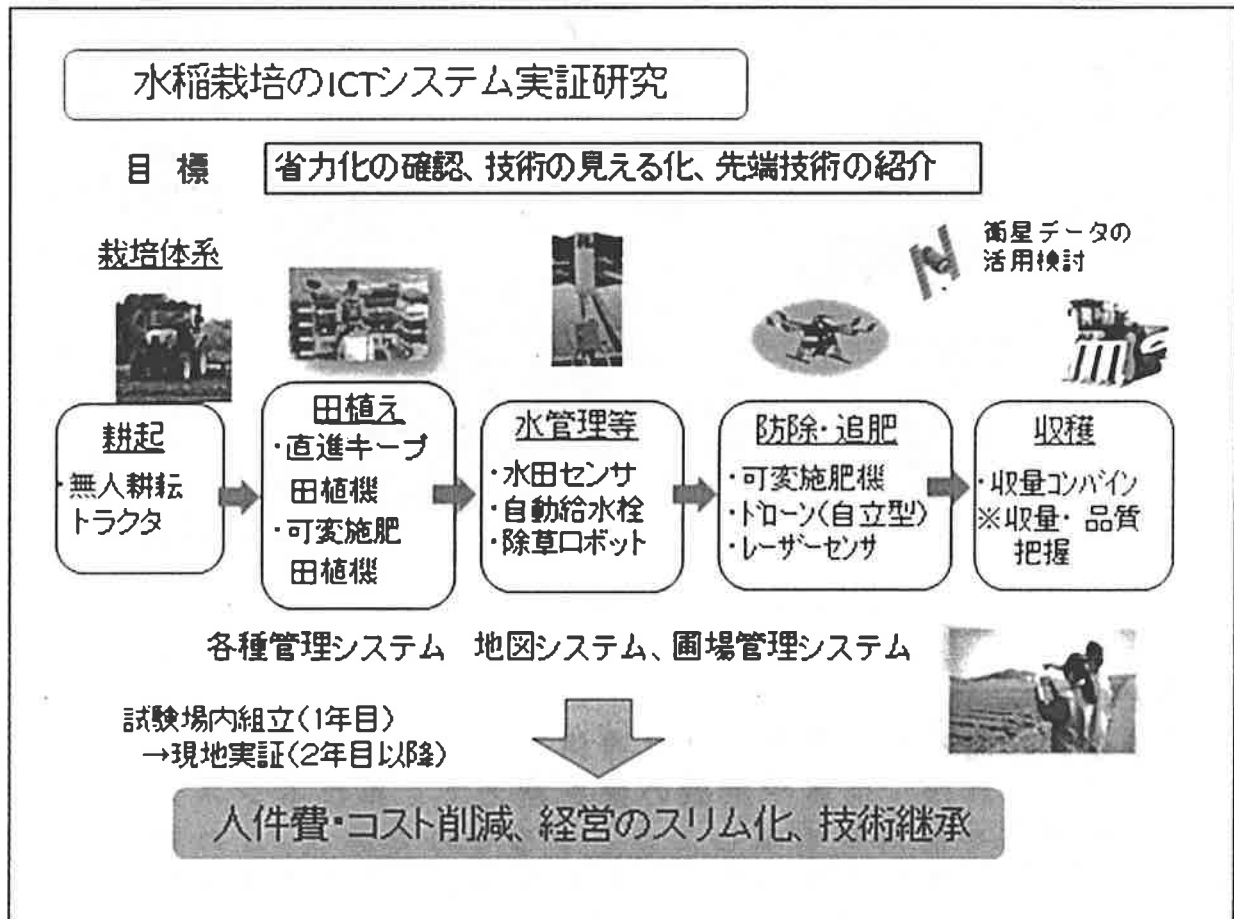 水稲栽培のICTシステム実証研究
目 標
省力化の確認、技術の見える化、先端技術の紹介
栽培体系
衛星データの
活用検討
耕起
・無人耕耘
トラクタ
田植え
・直進キープ
田植機
・可変施肥
田植機
水管理等
・水田センサ
・自動給水栓
・除草ロボット
防除・追肥
・可変施肥機
・ドローン(自立型)
・レーザーセンサ
収穫
・収量コンバイン
※収量・品質
把握
各種管理システム 地図システム、圃場管理システム
試験場内組立(1年目)
→現地実証(2年目以降)
人件費・コスト削減、経営のスリム化、技術継承